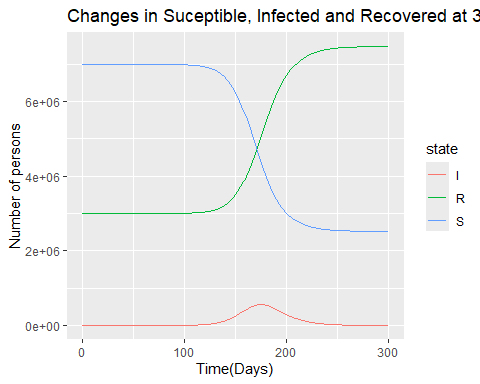 Changes in Suceptible, Infected and Recovered at 3
6e+06
4e+06
2e+06
0e+00
Number of persons
0
100
200
300
Time(Days)
state
I
R
S